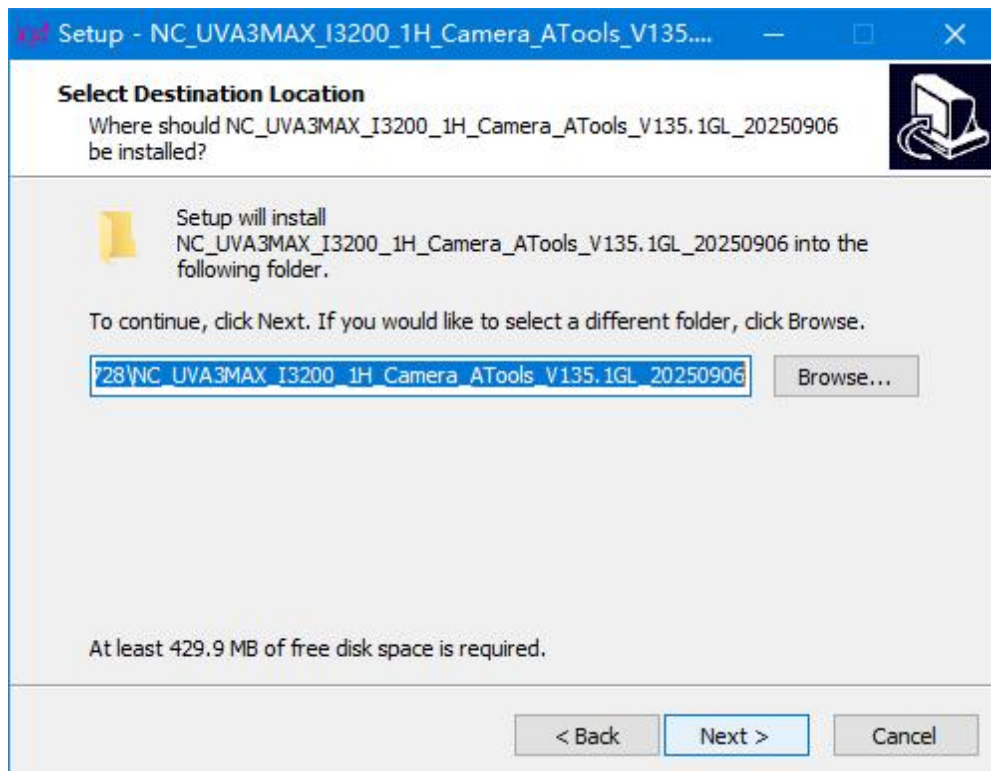 Setup - NC_UVA3MAX_I3200_1H_Camera_ATools_V135....
Select Destination Location
Where should NC_UVA3MAX_I3200_1H_Camera_ATools_V135.1GL_20250906
be installed?
Setup will install
NC_UVA3MAX_I3200_1H_Camera_ATools_V135.1GL_20250906 into the
following folder.
To continue, click Next. If you would like to select a different folder, click Browse.
728\NC_UVA3MAX_I3200_1H_Camera_ATools_V135.1GL_20250906
Browse...
At least 429.9 MB of free disk space is required.
< Back
Next >
Cancel